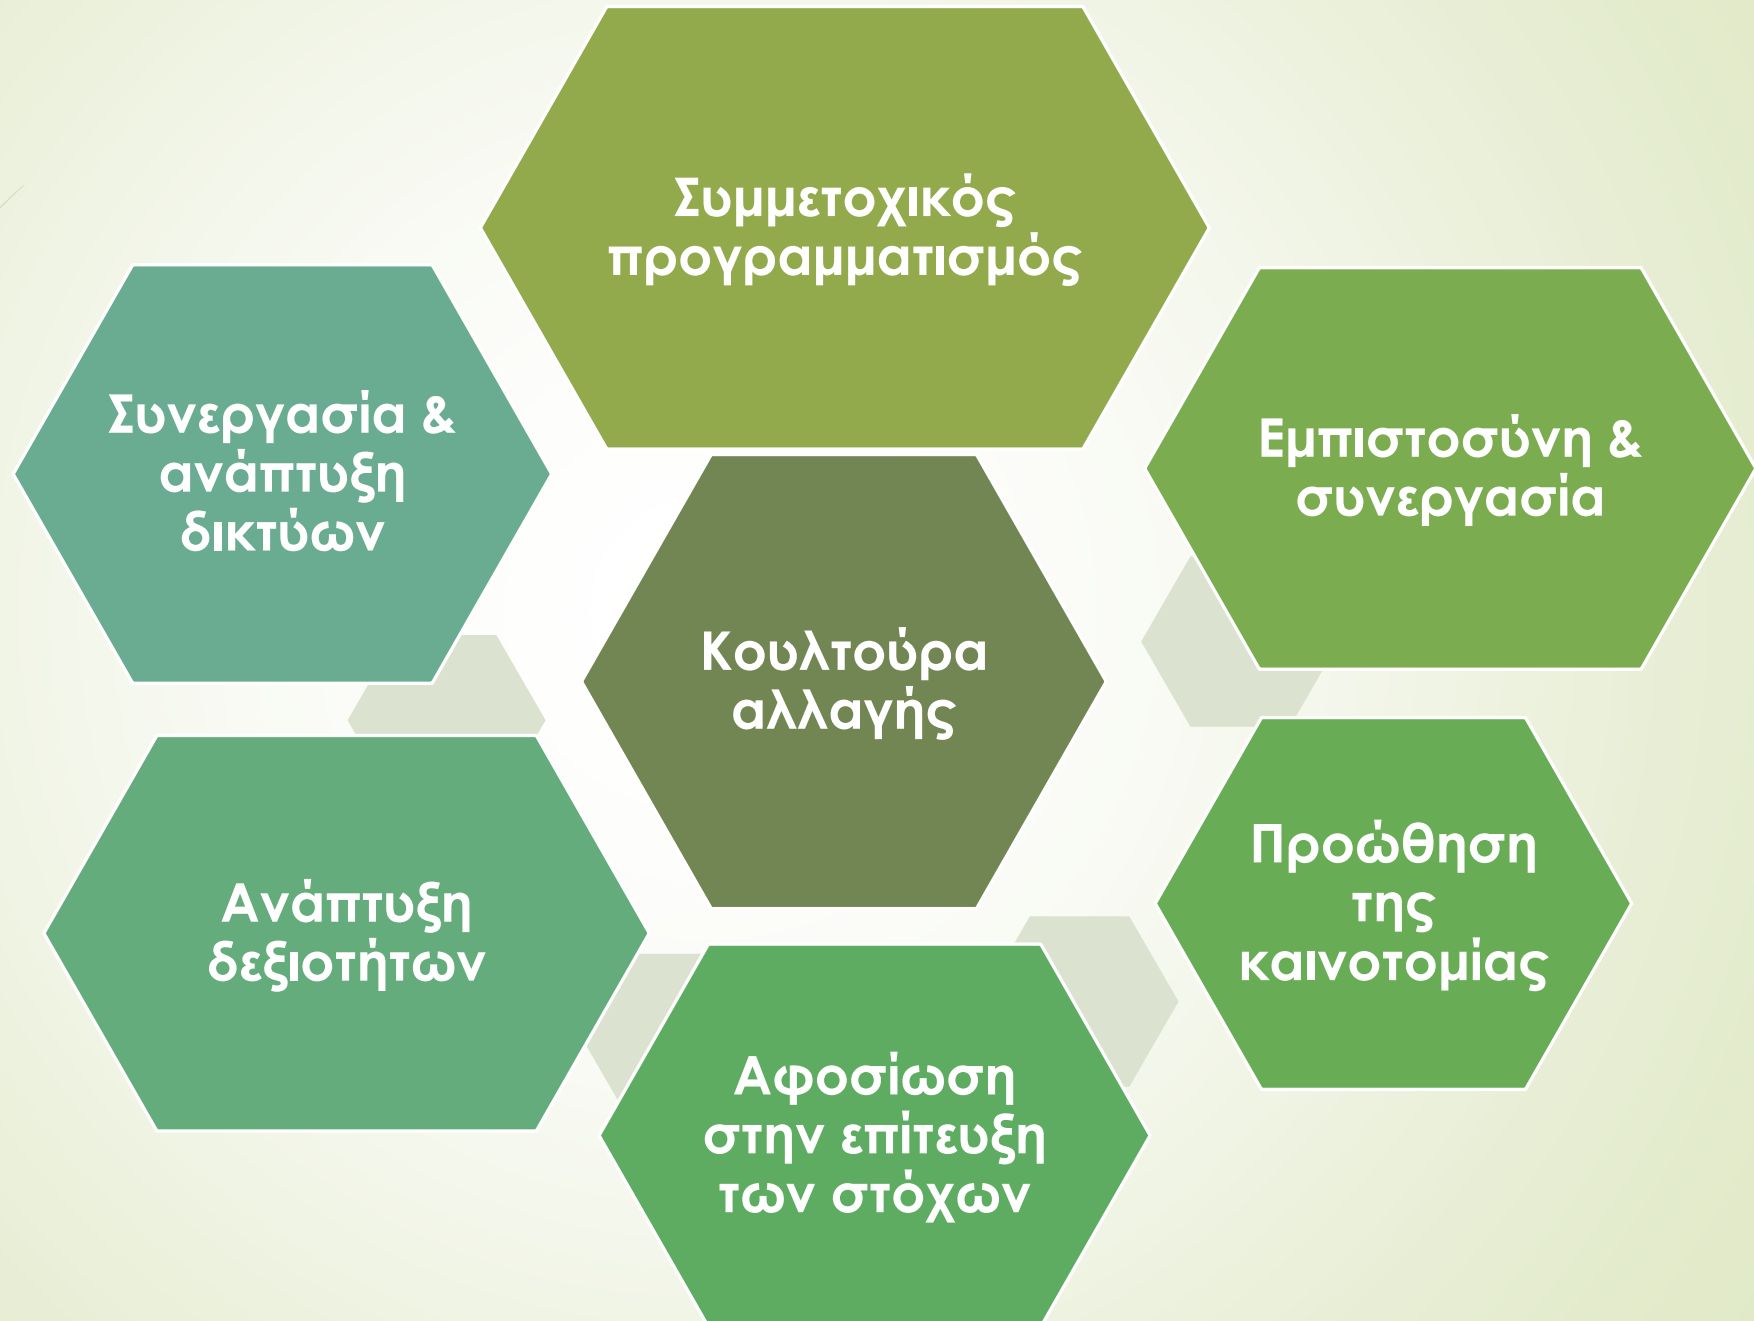 Συμμετοχικός
προγραμματισμός
Συνεργασία &
ανάπτυξη
δικτύων
Εμπιστοσύνη &
συνεργασία
Κουλτούρα
αλλαγής
Προώθηση
της
καινοτομίας
Ανάπτυξη
δεξιοτήτων
Αφοσίωση
στην επίτευξη
των στόχων